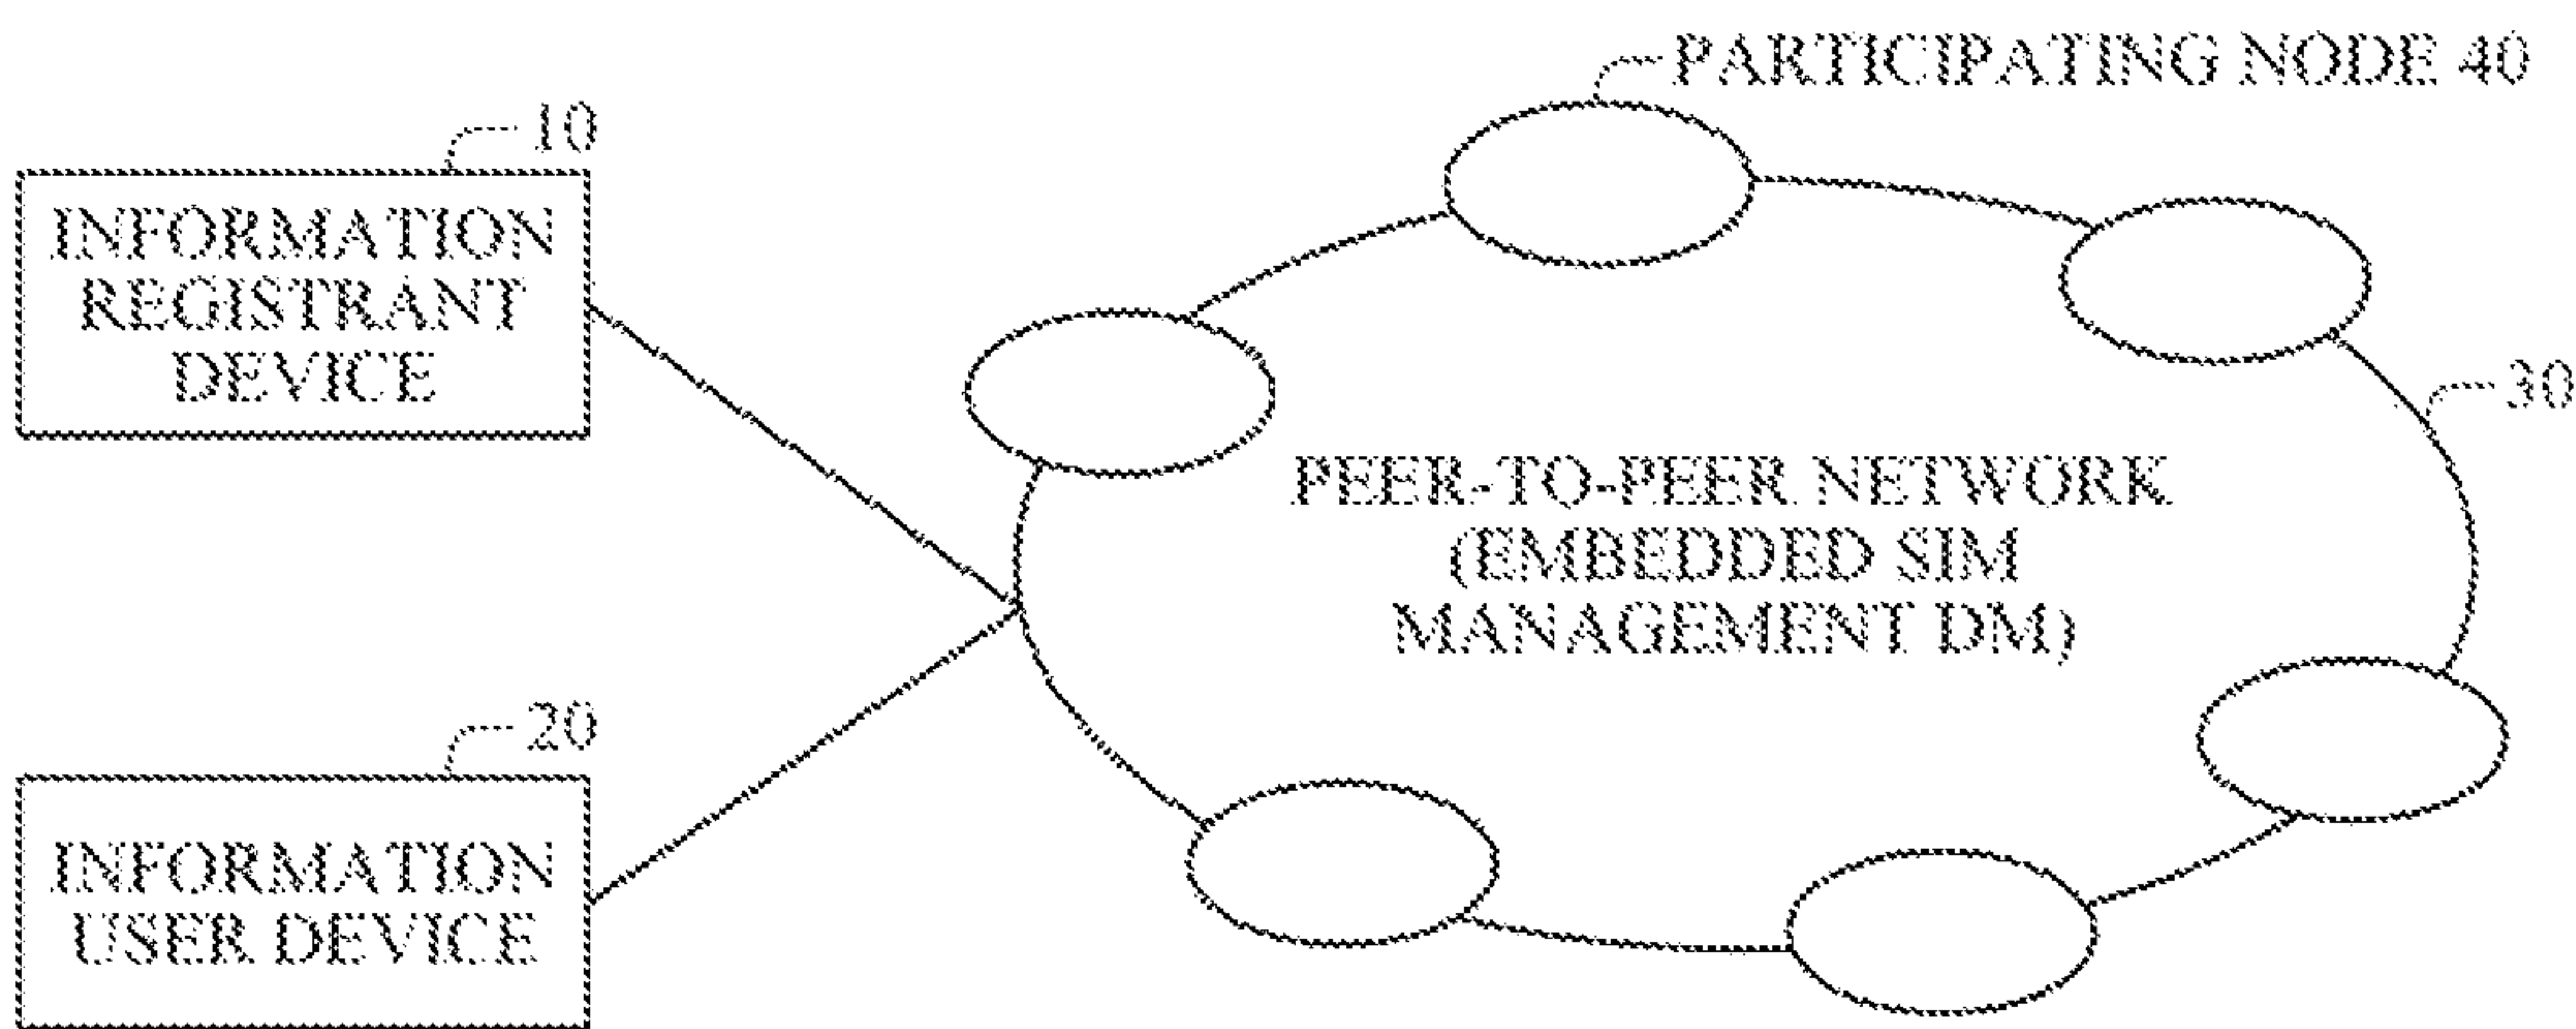 PARTICIPATING NODE 40
10
INFORMATION
REGISTRANT
DEVICE
30
PEER-TO-PEER NETWORK
(EMBEDDED SIM
MANAGEMENT DM)
20
INFORMATION
USER DEVICE